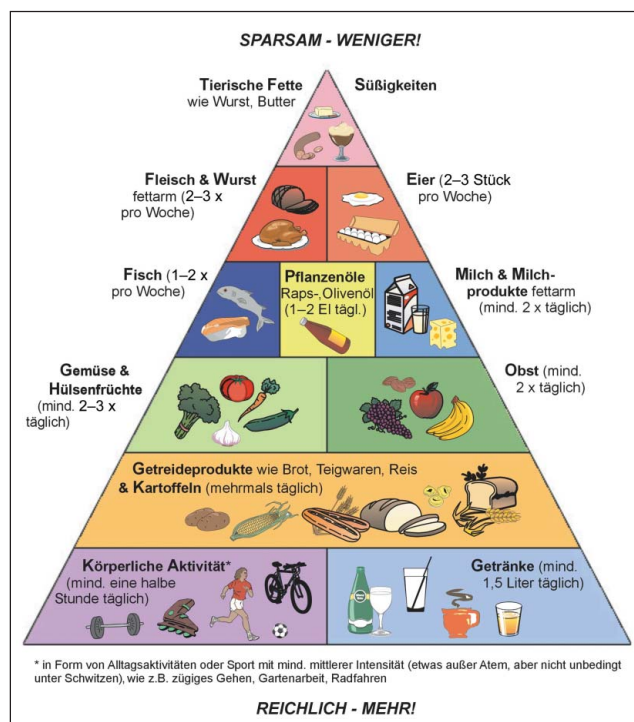 SPARSAM - WENIGER!
Tierische Fette
wie Wurst, Butter
Süßigkeiten
Fleisch & Wurst
fettarm (2–3 x
pro Woche)
Eier (2–3 Stück
pro Woche)
Fisch (1–2 x
pro Woche)
Pflanzenöle
Raps-,Olivenöl
(1–2 El tägl.)
Milch & Milch-
produkte fettarm
(mind. 2 x täglich)
Gemüse &
Hülsenfrüchte
(mind. 2–3 x
täglich)
Obst (mind.
2 x täglich)
Getreideprodukte wie Brot, Teigwaren, Reis
& Kartoffeln (mehrmals täglich)
Körperliche Aktivität*
(mind. eine halbe
Stunde täglich)
Getränke (mind.
1,5 Liter täglich)
* in Form von Alltagsaktivitäten oder Sport mit mind. mittlerer Intensität (etwas außer Atem, aber nicht unbedingt
unter Schwitzen), wie z.B. zügiges Gehen, Gartenarbeit, Radfahren
REICHLICH - MEHR!